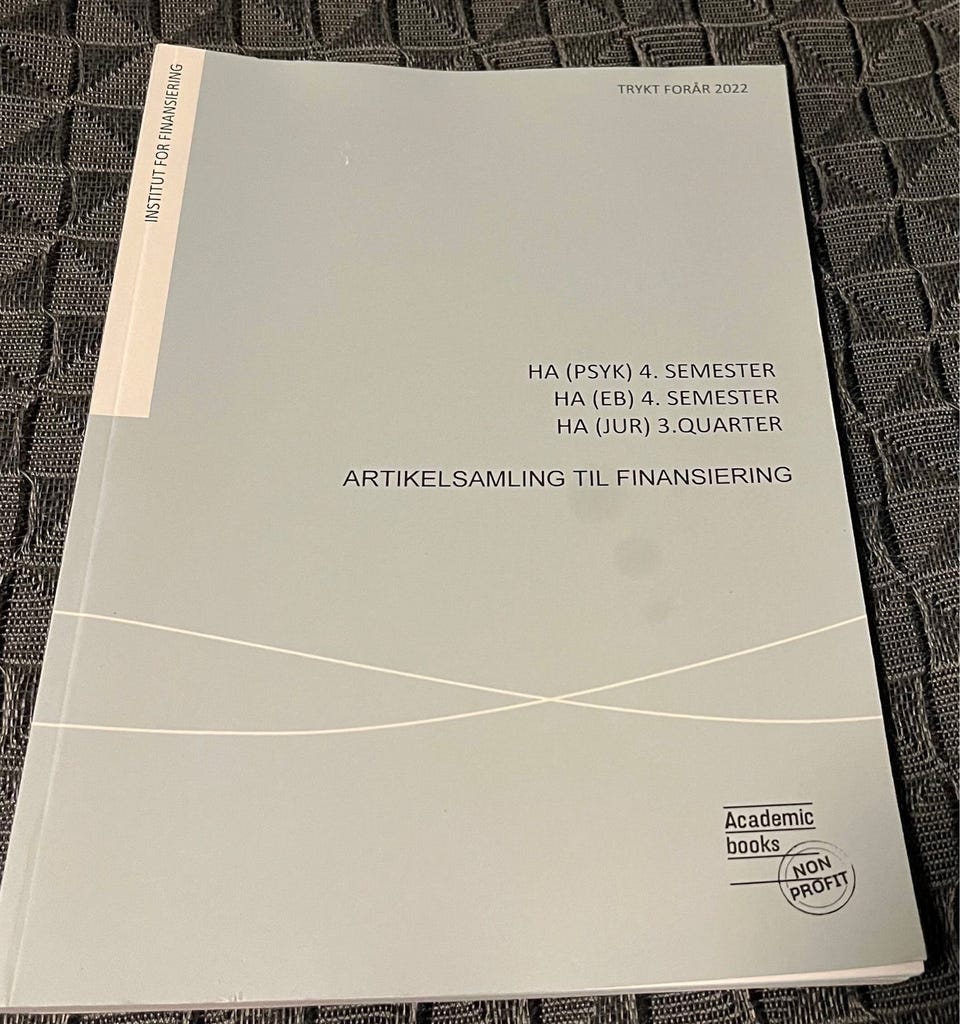 INSTITUT FOR FINANSIERING
TRYKT FORÅR 2022
HA (PSYK) 4. SEMESTER
HA (EB) 4. SEMESTER
HA (JUR) 3.QUARTER
ARTIKELSAMLING TIL FINANSIERING
Academic
books
NON
PROFIT